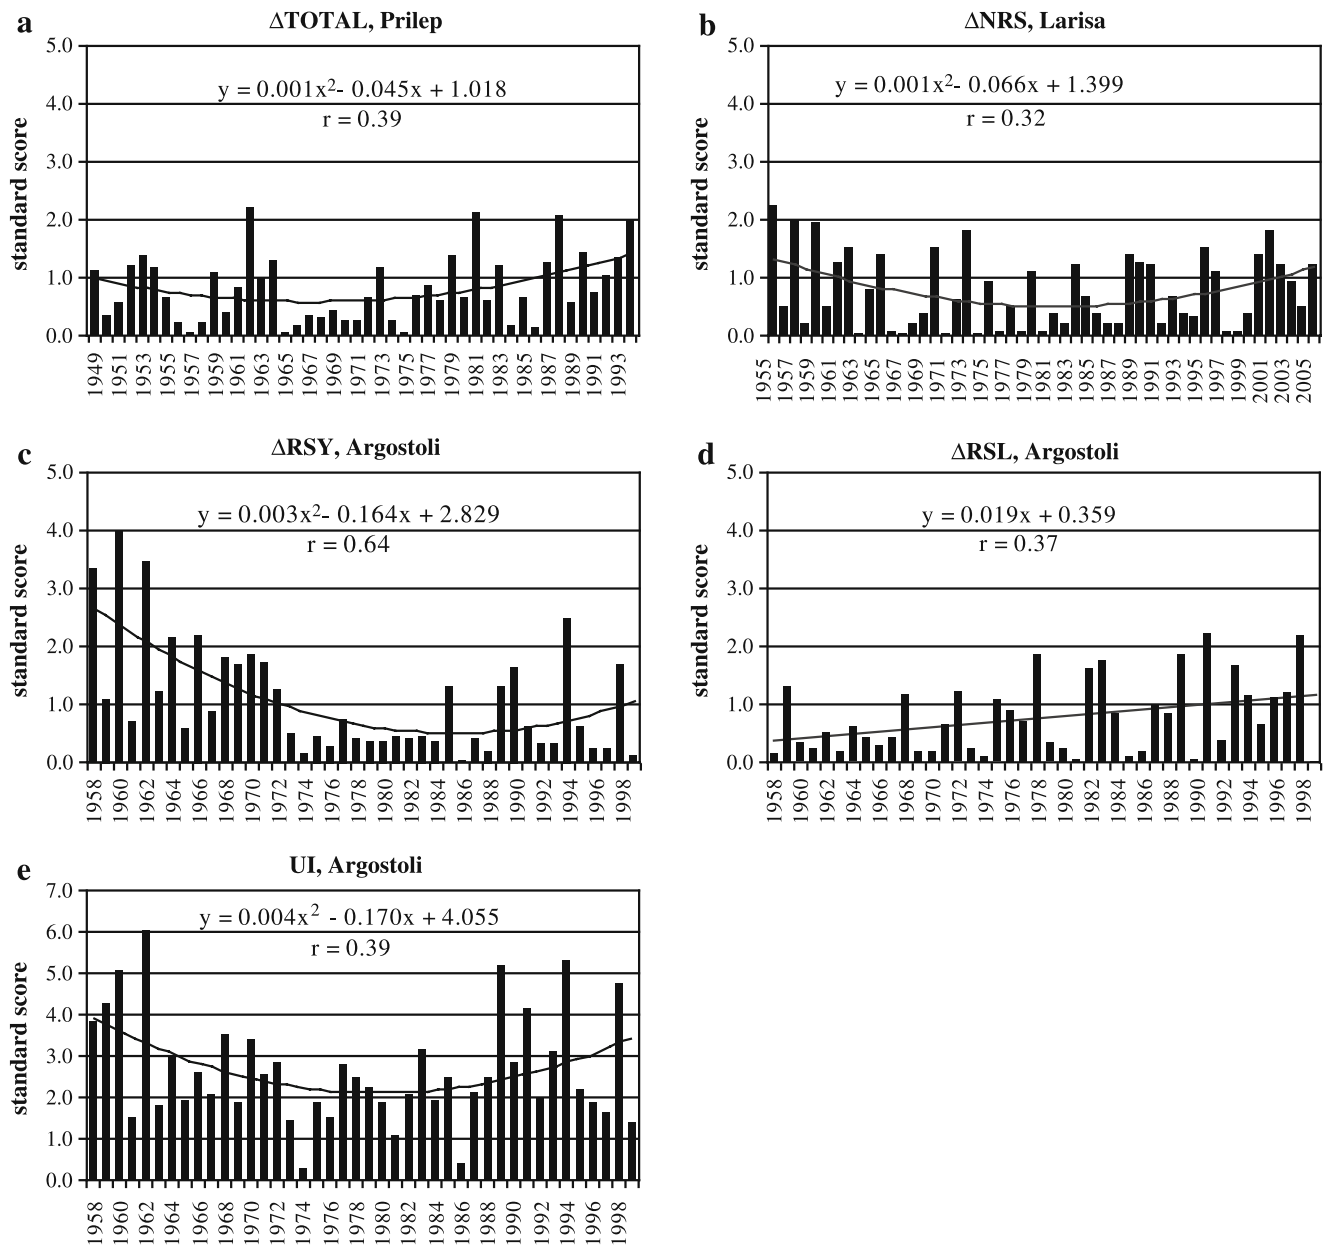 a
ΔTOTAL, Prilep
y = 0.001x2- 0.045x + 1.018
r = 0.39
standard score
5.0
4.0
3.0
2.0
1.0
0.0
1949 1951 1953 1955 1957 1959 1961 1963 1965 1967 1969 1971 1973 1975 1977 1979 1981 1983 1985 1987 1989 1991 1993
b
ΔNRS, Larisa
y = 0.001x2- 0.066x + 1.399
r = 0.32
standard score
5.0
4.0
3.0
2.0
1.0
0.0
1955 1957 1959 1961 1963 1965 1967 1969 1971 1973 1975 1977 1979 1981 1983 1985 1987 1989 1991 1993 1995 1997 1999 2001 2003 2005
c
ΔRSY, Argostoli
y = 0.003x2- 0.164x + 2.829
r = 0.64
standard score
5.0
4.0
3.0
2.0
1.0
0.0
1958 1960 1962 1964 1966 1968 1970 1972 1974 1976 1978 1980 1982 1984 1986 1988 1990 1992 1994 1996 1998
d
ΔRSL, Argostoli
y = 0.019x + 0.359
r = 0.37
standard score
5.0
4.0
3.0
2.0
1.0
0.0
1958 1960 1962 1964 1966 1968 1970 1972 1974 1976 1978 1980 1982 1984 1986 1988 1990 1992 1994 1996 1998
e
UI, Argostoli
y = 0.004x2 - 0.170x + 4.055
r = 0.39
standard score
7.0
6.0
5.0
4.0
3.0
2.0
1.0
0.0
1958 1960 1962 1964 1966 1968 1970 1972 1974 1976 1978 1980 1982 1984 1986 1988 1990 1992 1994 1996 1998